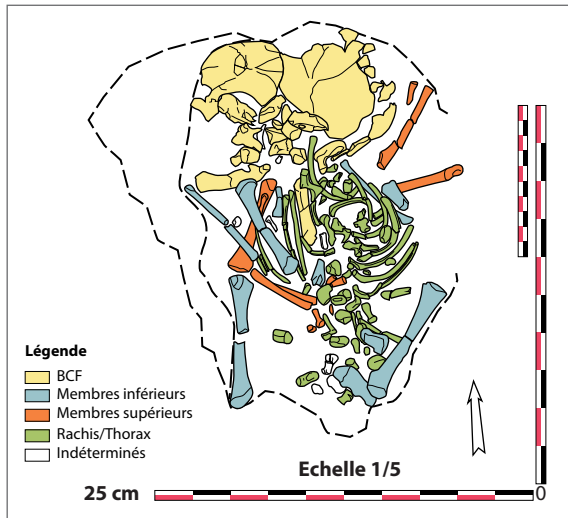 Légende
BCF
Membres inférieurs
Membres supérieurs
Rachis/Thorax
Indéterminés
Echelle 1/5
25 cm
0